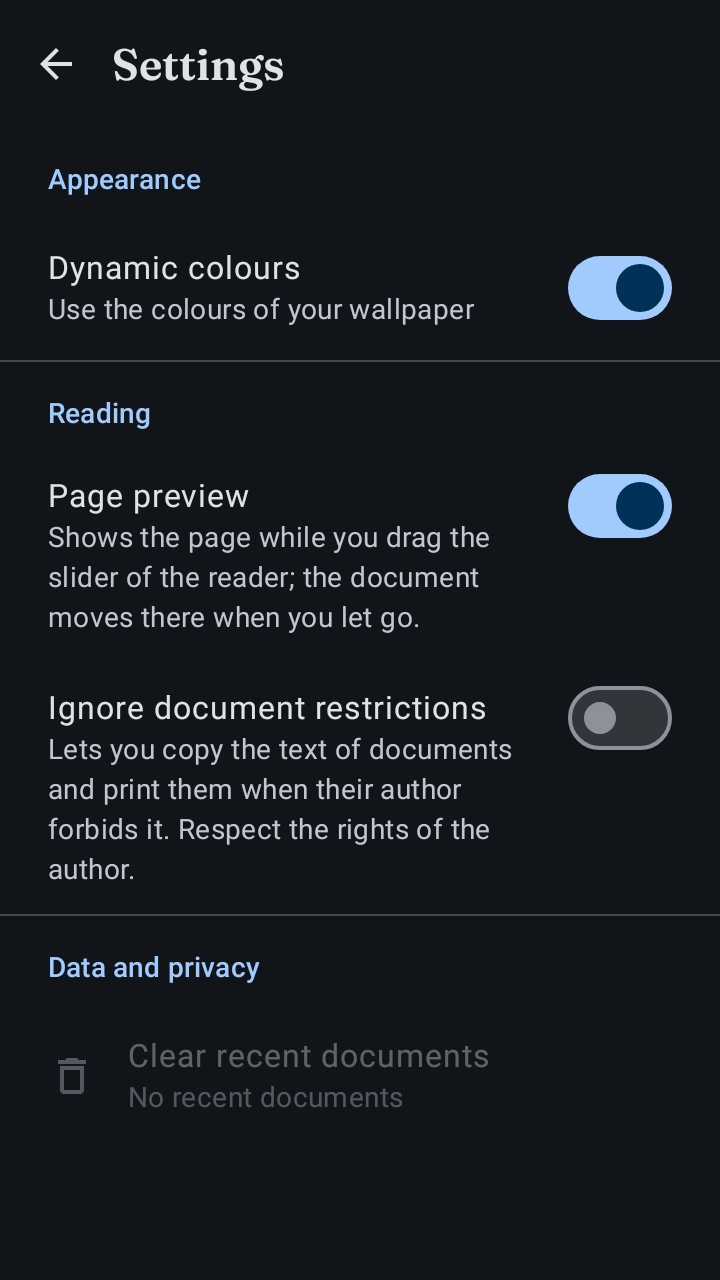 Settings
Appearance
Dynamic colours
Use the colours of your wallpaper
Reading
Page preview
Shows the page while you drag the
slider of the reader; the document
moves there when you let go.
Ignore document restrictions
Lets you copy the text of documents
and print them when their author
forbids it. Respect the rights of the
author.
Data and privacy
Clear recent documents
No recent documents